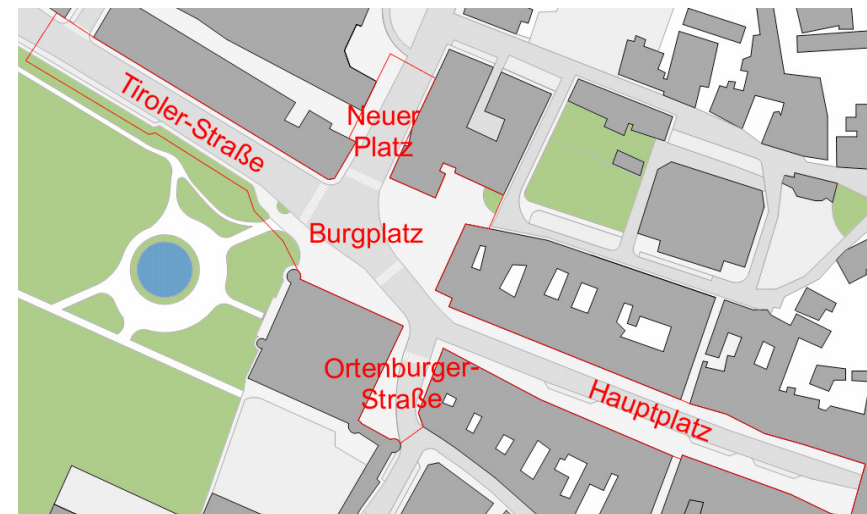 Tiroler-Straße
Neuer
Platz
Burgplatz
Ortenburger-
Straße
Hauptplatz